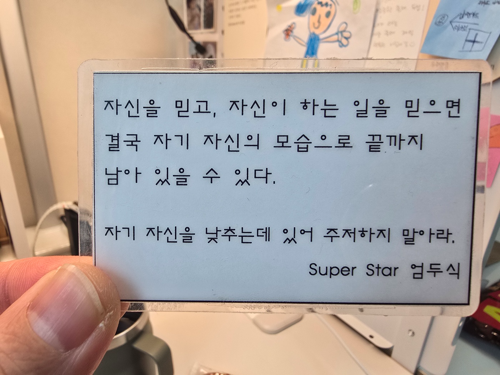 자신을 믿고, 자신이 하는 일을 믿으면
결국 자기 자신의 모습으로 끝까지
남아 있을 수 있다.
자기 자신을 낮추는데 있어 주저하지 말아라.
Super Star 엄두식